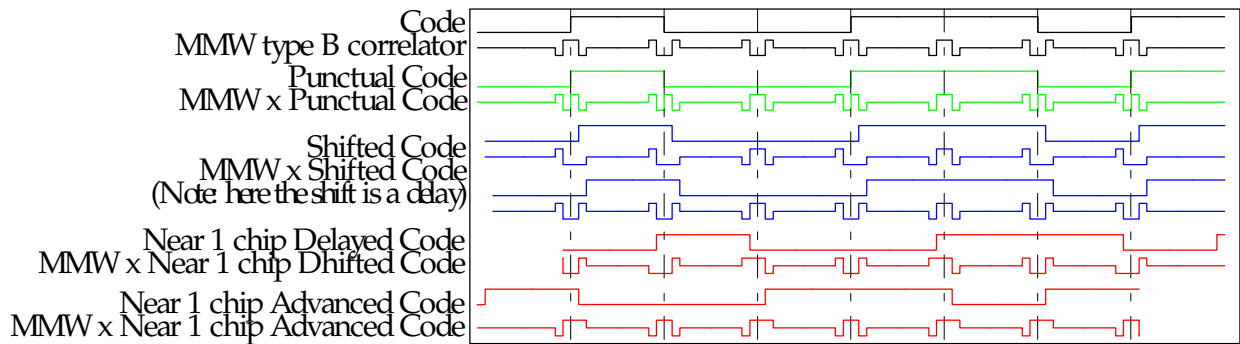 Code
MMW type B correlator
Punctual Code
MMW x Punctual Code
Shifted Code
MMW x Shifted Code
(Note: here the shift is a delay)
Near 1 chip Delayed Code
MMW x Near 1 chip Dhifted Code
Near 1 chip Advanced Code
MMW x Near 1 chip Advanced Code